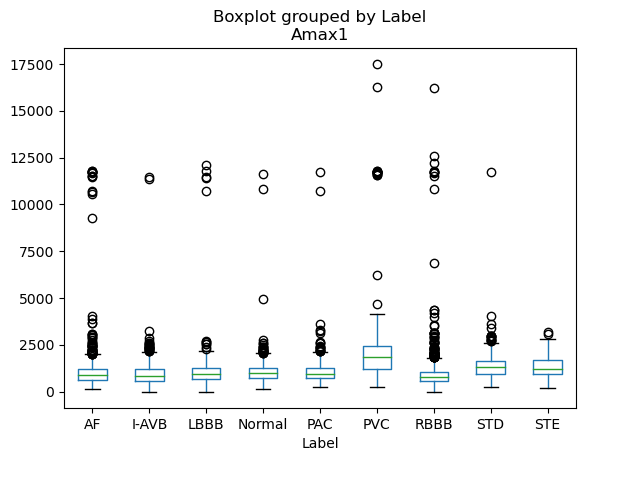 Boxplot grouped by Label
Amax1
17500
15000
12500
10000
7500
5000
2500
0
AF I-AVB LBBB Normal PAC PVC RBBB STD STE
Label